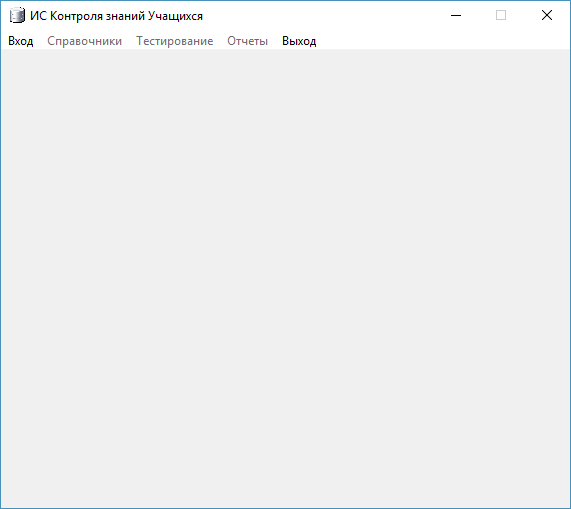 ИС Контроля знаний Учащихся
Вход Справочники Тестирование Отчеты Выход